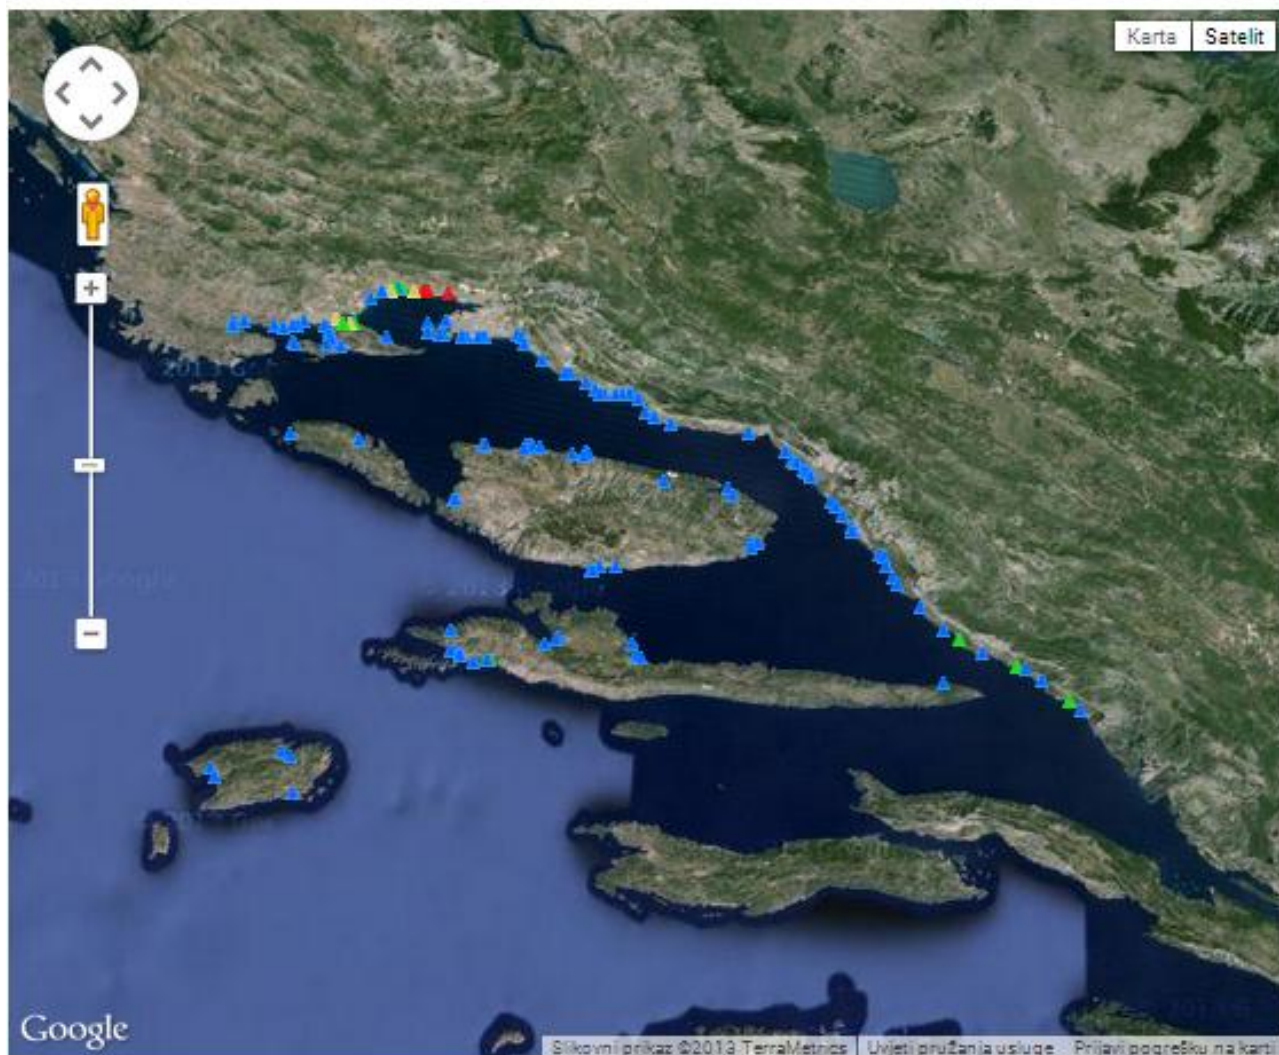 Karta Satelit
Google
Slikovni prikaz ©2013 TerraMetrics Uvjeti pružanja usluge Prijavi pogrešku na karti